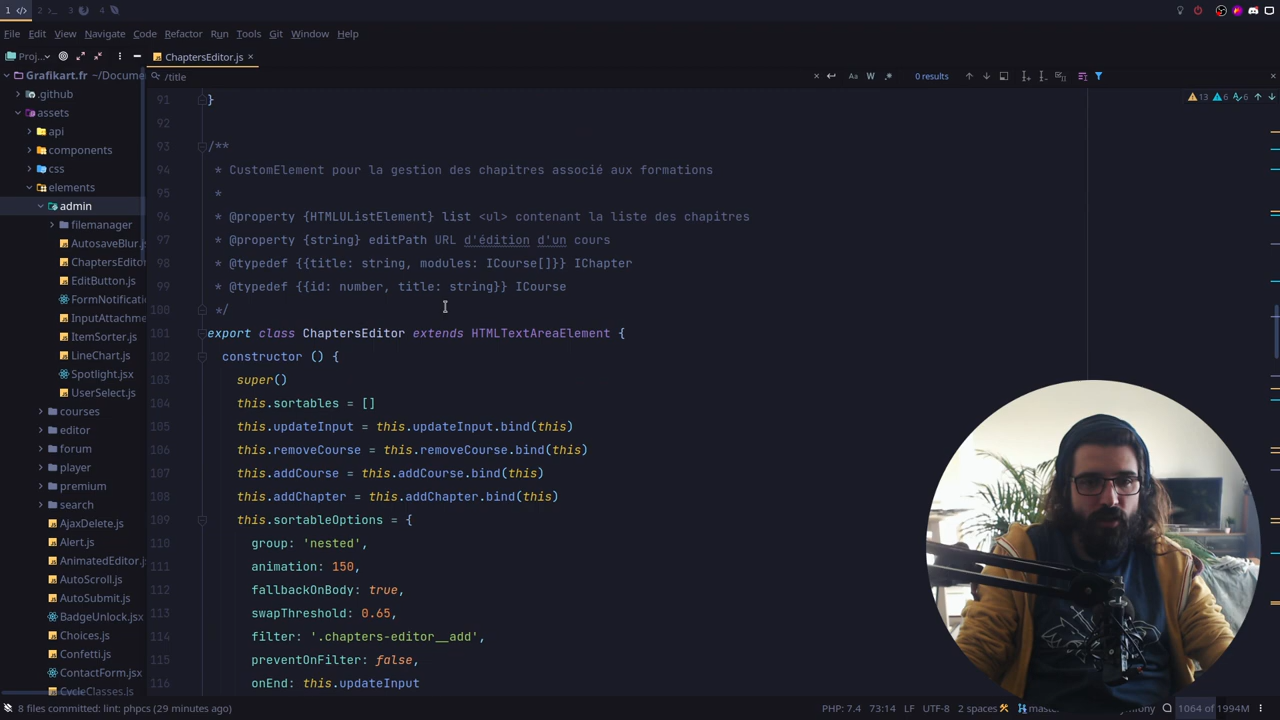 1 </> 2 >_ 3 4
File Edit View Navigate Code Refactor Run Tools Git Window Help
Proj... ChaptersEditor.js ×
Grafikart.fr ~/Docume
.github
assets
api
components
css
elements
admin
filemanager
AutosaveBlur.j
ChaptersEdito
EditButton.js
FormNotificati
InputAttachme
ItemSorter.js
LineChart.js
Spotlight.jsx
UserSelect.js
courses
editor
forum
player
premium
search
AjaxDelete.js
Alert.js
AnimatedEditor.
AutoScroll.js
AutoSubmit.js
BadgeUnlock.jsx
Choices.js
Confetti.js
ContactForm.jsx
CycleClasses.js
/title × Aa W .* 0 results ×
13 6 6
91 }
92
93 /**
94 * CustomElement pour la gestion des chapitres associé aux formations
95 *
96 * @property {HTMLUListElement} list <ul> contenant la liste des chapitres
97 * @property {string} editPath URL d'édition d'un cours
98 * @typedef {{title: string, modules: ICourse[]}} IChapter
99 * @typedef {{id: number, title: string}} ICourse
100 */
101 export class ChaptersEditor extends HTMLTextAreaElement {
102 constructor () {
103 super()
104 this.sortables = []
105 this.updateInput = this.updateInput.bind(this)
106 this.removeCourse = this.removeCourse.bind(this)
107 this.addCourse = this.addCourse.bind(this)
108 this.addChapter = this.addChapter.bind(this)
109 this.sortableOptions = {
110 group: 'nested',
111 animation: 150,
112 fallbackOnBody: true,
113 swapThreshold: 0.65,
114 filter: '.chapters-editor__add',
115 preventOnFilter: false,
116 onEnd: this.updateInput
8 files committed: lint: phpcs (29 minutes ago) PHP: 7.4 73:14 LF UTF-8 2 spaces 1064 of 1994M